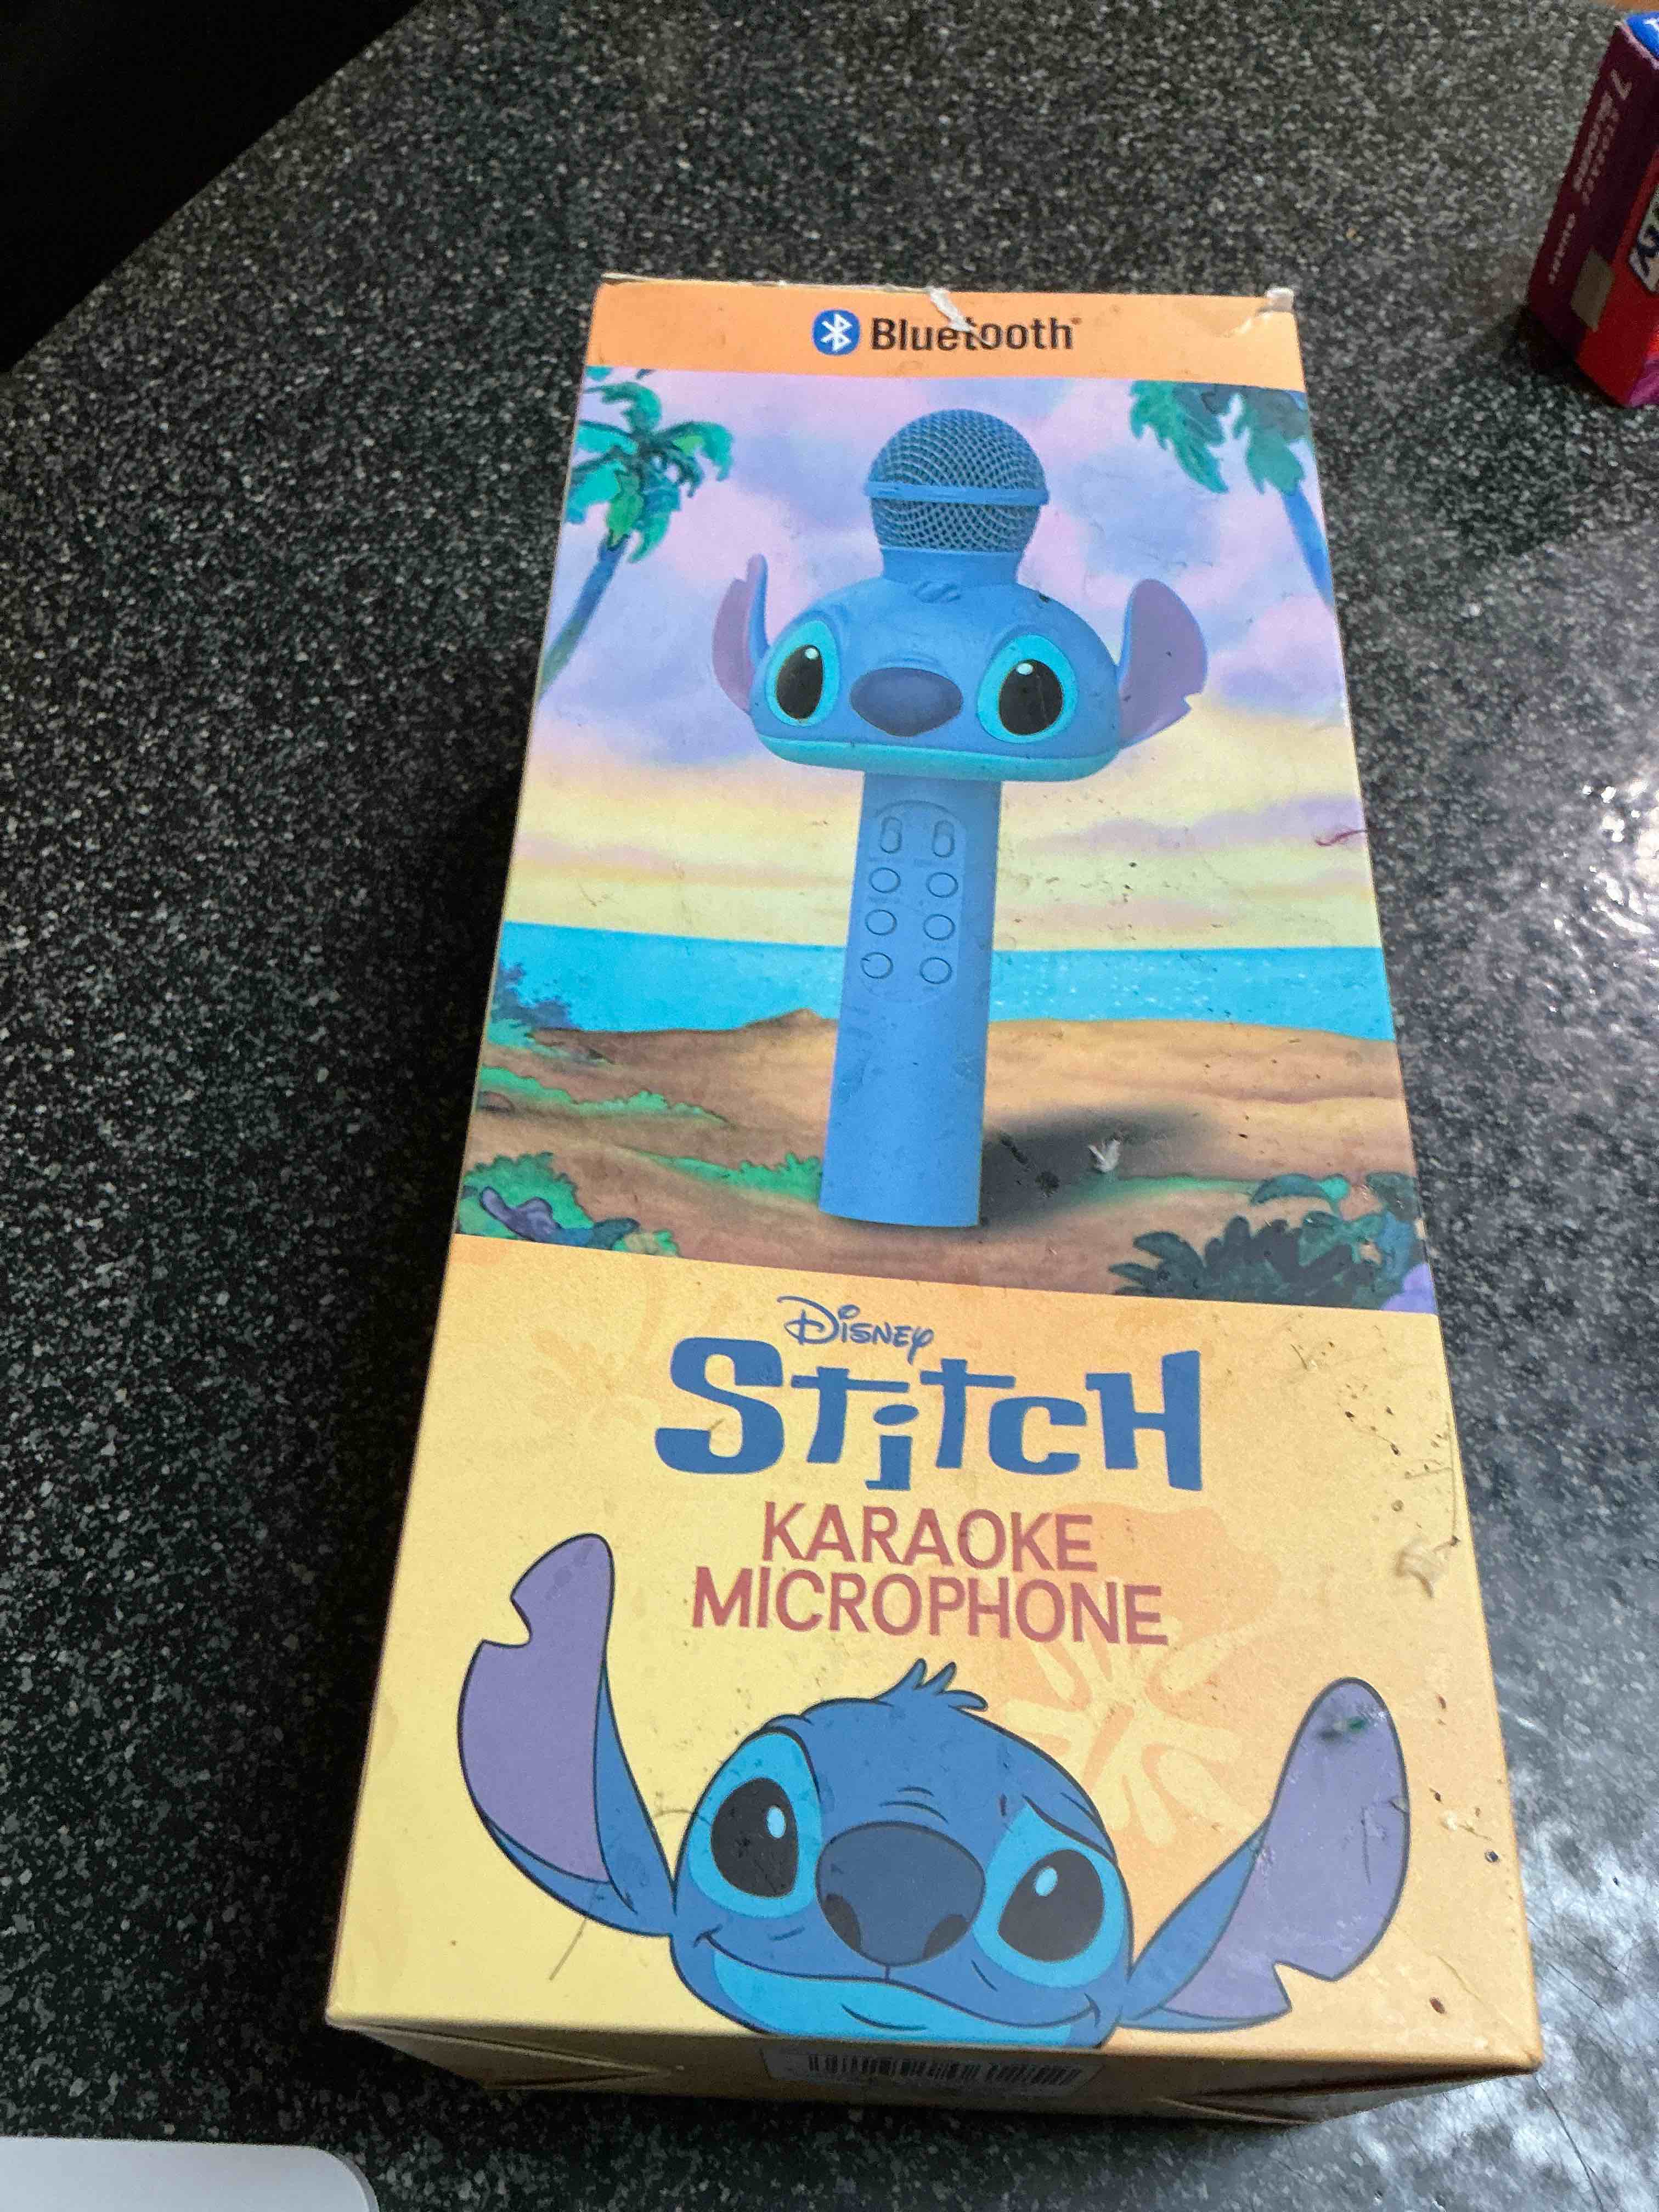 Bluetooth®
Disney
Stitch
KARAOKE
MICROPHONE